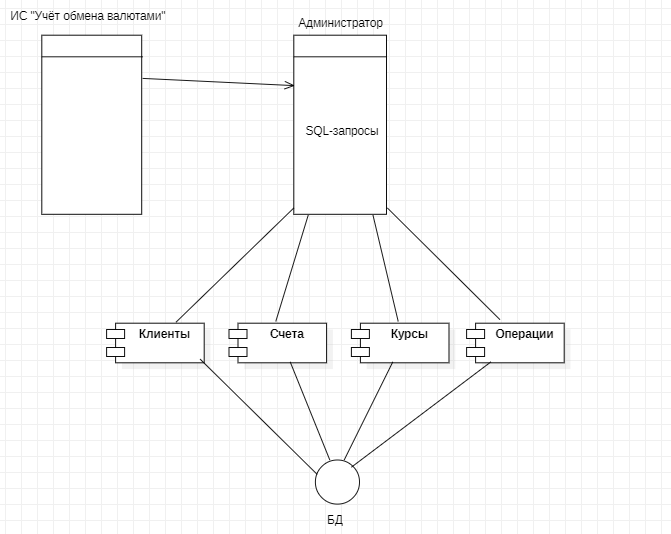 ИС "Учёт обмена валютами"
Администратор
SQL-запросы
Клиенты
Счета
Курсы
Операции
БД